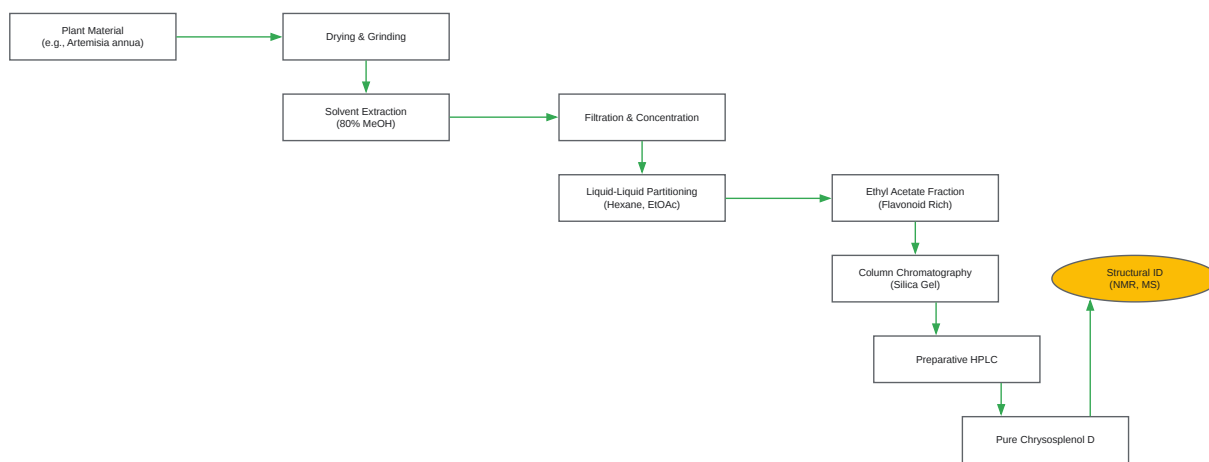 Plant Material
(e.g., Artemisia annua)
Drying & Grinding
Solvent Extraction
(80% MeOH)
Filtration & Concentration
Liquid-Liquid Partitioning
(Hexane, EtOAc)
Ethyl Acetate Fraction
(Flavonoid Rich)
Column Chromatography
(Silica Gel)
Structural ID
(NMR, MS)
Preparative HPLC
Pure Chrysosplenol D